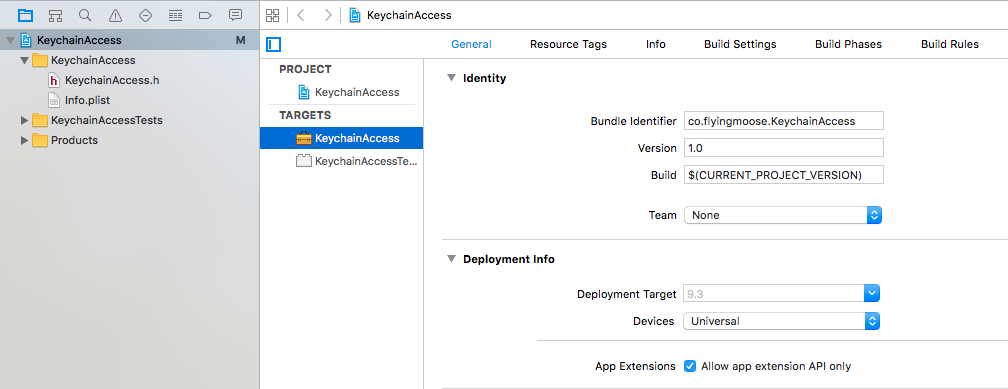 KeychainAccess
General Resource Tags Info Build Settings Build Phases Build Rules
KeychainAccess M
KeychainAccess
h KeychainAccess.h
Info.plist
KeychainAccessTests
Products
PROJECT
KeychainAccess
TARGETS
KeychainAccess
KeychainAccessTe...
Identity
Bundle Identifier co.flyingmoose.KeychainAccess
Version 1.0
Build $(CURRENT_PROJECT_VERSION)
Team None
Deployment Info
Deployment Target 9.3
Devices Universal
App Extensions Allow app extension API only